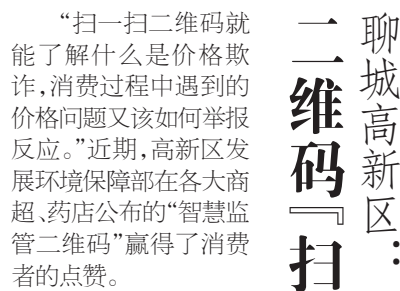 聊城高新区：
二维码『扫
“扫一扫二维码就
能了解什么是价格欺
诈，消费过程中遇到的
价格问题又该如何举报
反应。”近期，高新区发
展环境保障部在各大商
超、药店公布的“智慧监
管二维码”赢得了消费
者的点赞。